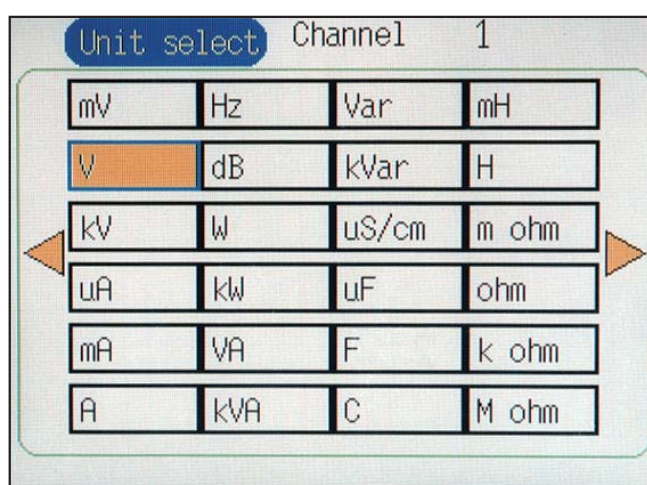 Unit select Channel 1
mV Hz Var mH
V dB kVar H
kV W uS/cm m ohm
uA kW uF ohm
mA VA F k ohm
A kVA C M ohm